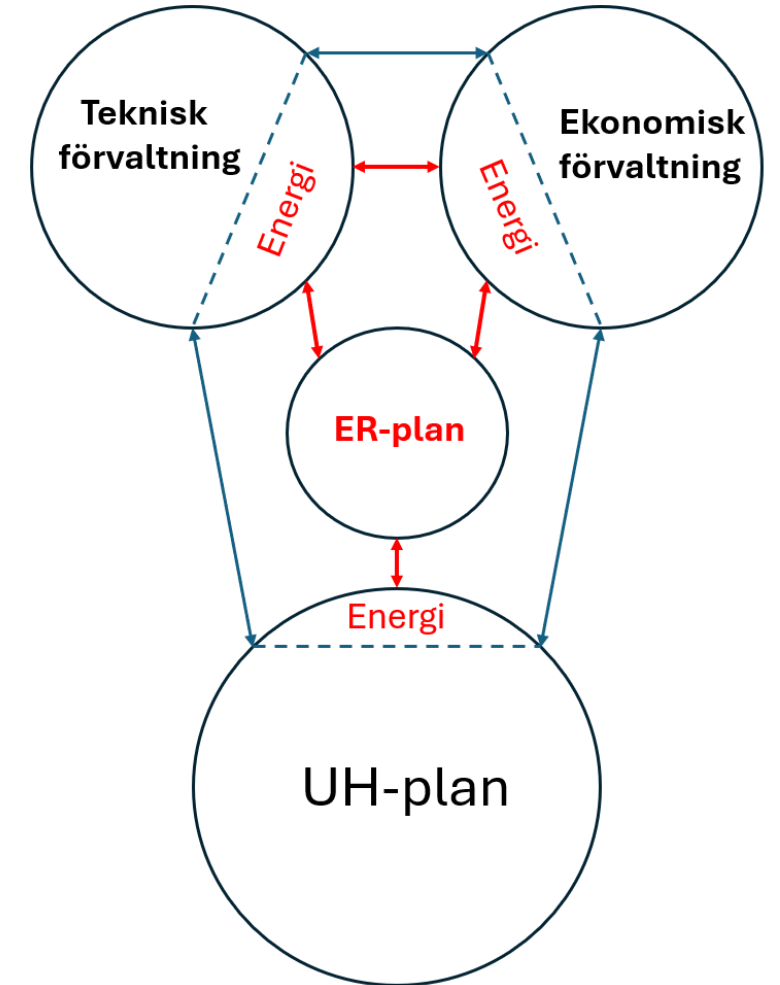 Teknisk
förvaltning
Ekonomisk
förvaltning
Energi
Energi
ER-plan
Energi
UH-plan